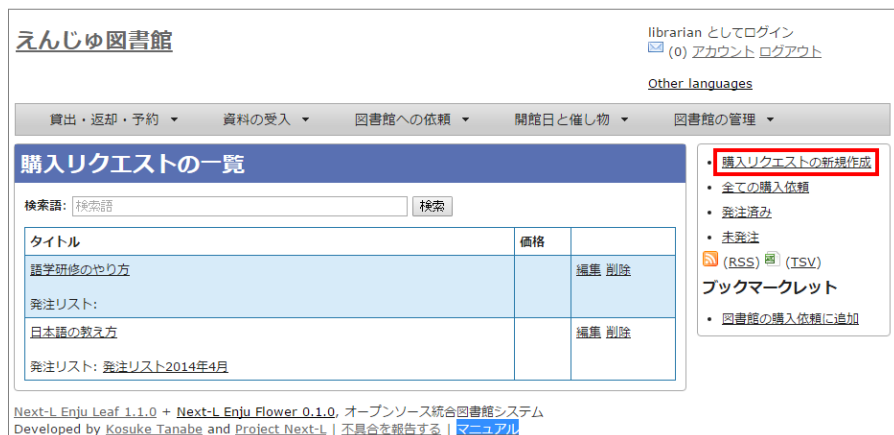 えんじゅ図書館
librarian としてログイン
(0) アカウント ログアウト
Other languages
貸出・返却・予約 ▼ 資料の受入 ▼ 図書館への依頼 ▼ 開館日と催し物 ▼ 図書館の管理 ▼
購入リクエストの一覧
検索語: 検索語 検索
タイトル 価格
語学研修のやり方 編集 削除
発注リスト:
日本語の教え方 編集 削除
発注リスト: 発注リスト2014年4月
• 購入リクエストの新規作成
• 全ての購入依頼
• 発注済み
• 未発注
(RSS) (TSV)
ブックマークレット
• 図書館の購入依頼に追加
Next-L Enju Leaf 1.1.0 + Next-L Enju Flower 0.1.0, オープンソース統合図書館システム
Developed by Kosuke Tanabe and Project Next-L | 不具合を報告する | マニュアル